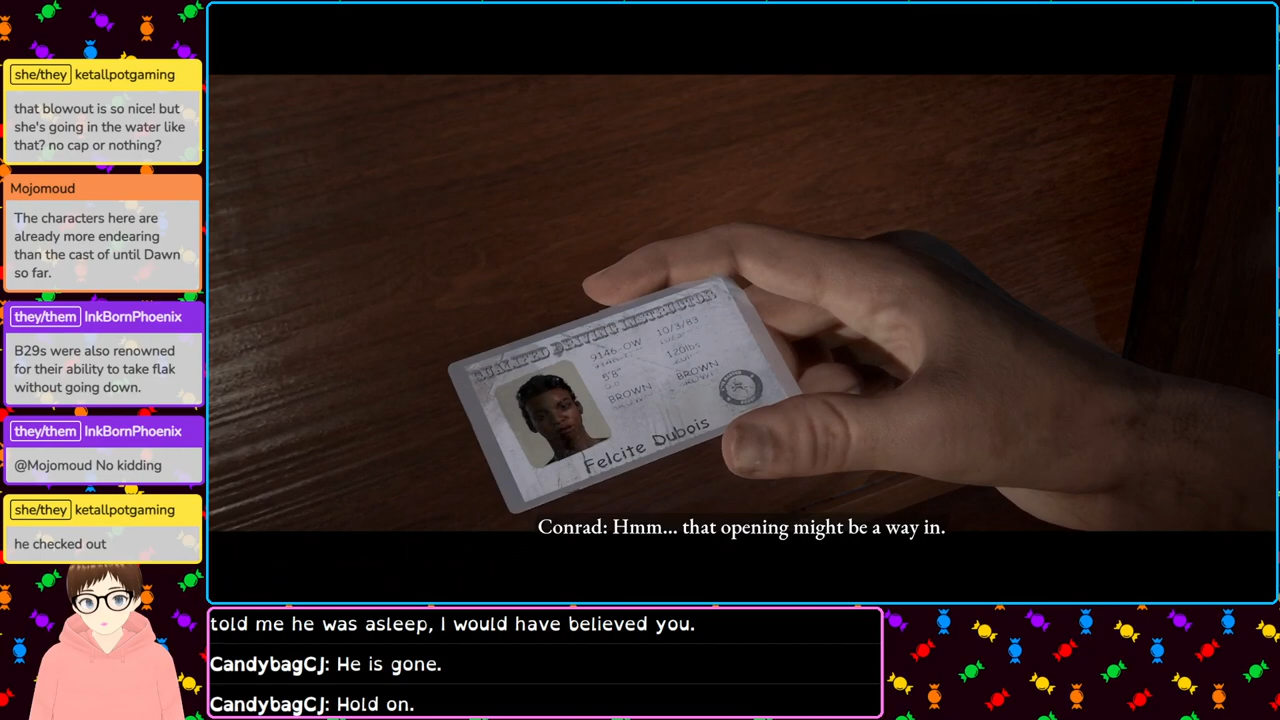 she/they ketallpotgaming
that blowout is so nice! but
she's going in the water like
that? no cap or nothing?
Mojomoud
The characters here are
already more endearing
than the cast of until Dawn
so far.
they/them InkBornPhoenix
B29s were also renowned
for their ability to take flak
without going down.
they/them InkBornPhoenix
@Mojomoud No kidding
she/they ketallpotgaming
he checked out
QUALIFED DRIVING INSTRUCTOR
9146-OW
10/3/83
5'8"
120lbs
BROWN
BROWN
Felcite Dubois
Conrad: Hmm... that opening might be a way in.
told me he was asleep, I would have believed you.
CandybagCJ: He is gone.
CandybagCJ: Hold on.